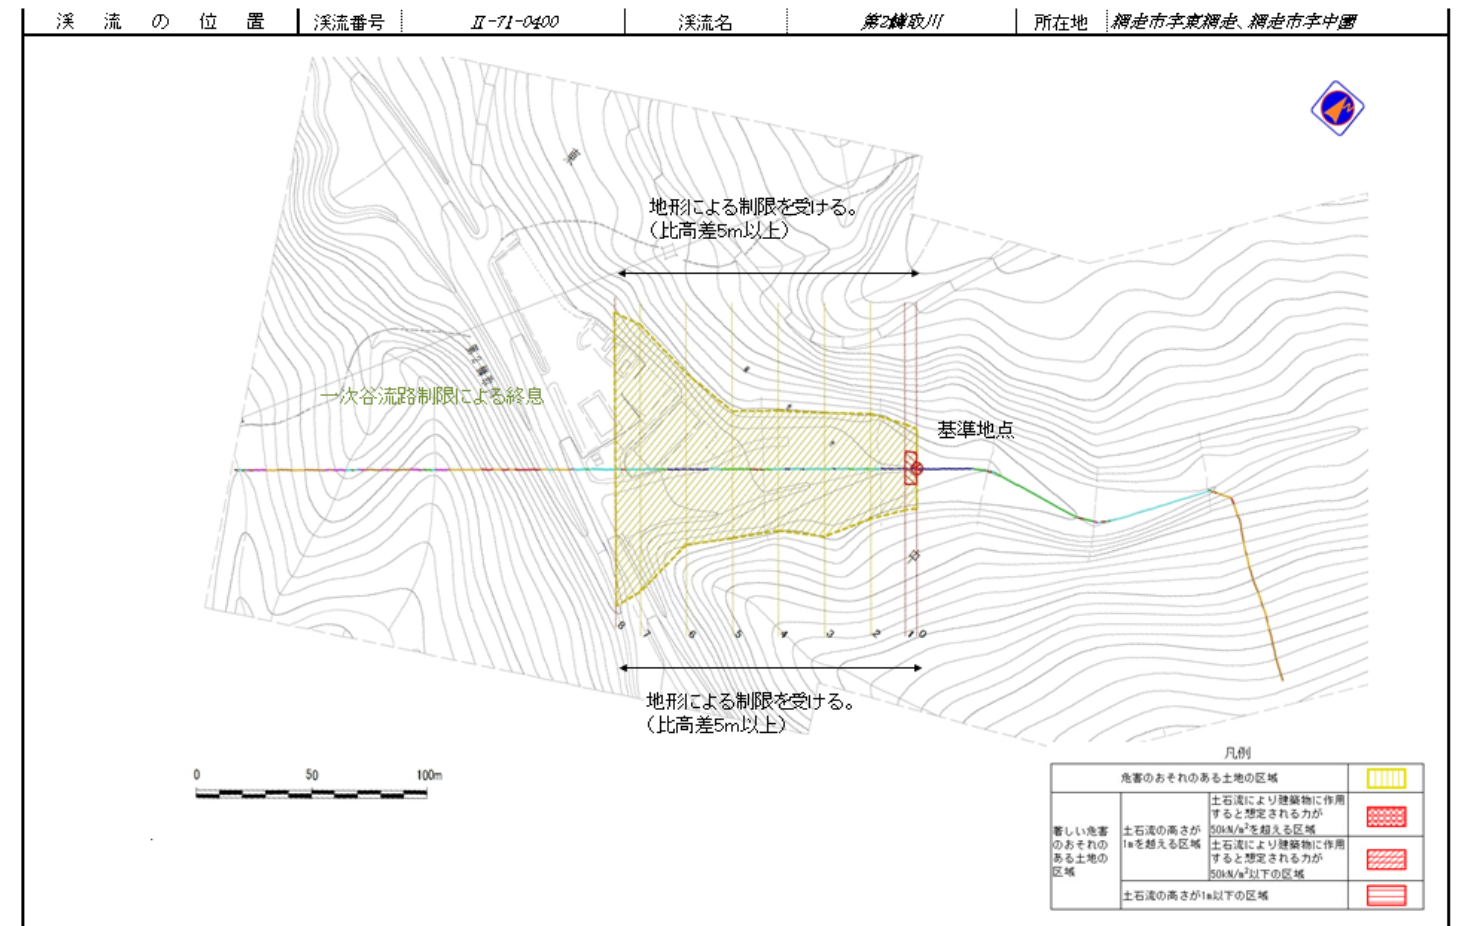 渓流の位置 渓流番号 Ⅱ-71-0400 渓流名 第2鱒取川 所在地 網走市字東網走、網走市字中園
地形による制限を受ける。
(比高差5m以上)
一次谷流路制限による終息
基準地点
8 7 6 5 4 3 2 1 0
地形による制限を受ける。
(比高差5m以上)
0 50 100m
凡例
危害のおそれのある土地の区域
著しい危害
のおそれの
ある土地の
区域
土石流の高さが
1mを超える区域
土石流により建築物に作用
すると想定される力が
50kN/m²を超える区域
土石流により建築物に作用
すると想定される力が
50kN/m²以下の区域
土石流の高さが1m以下の区域